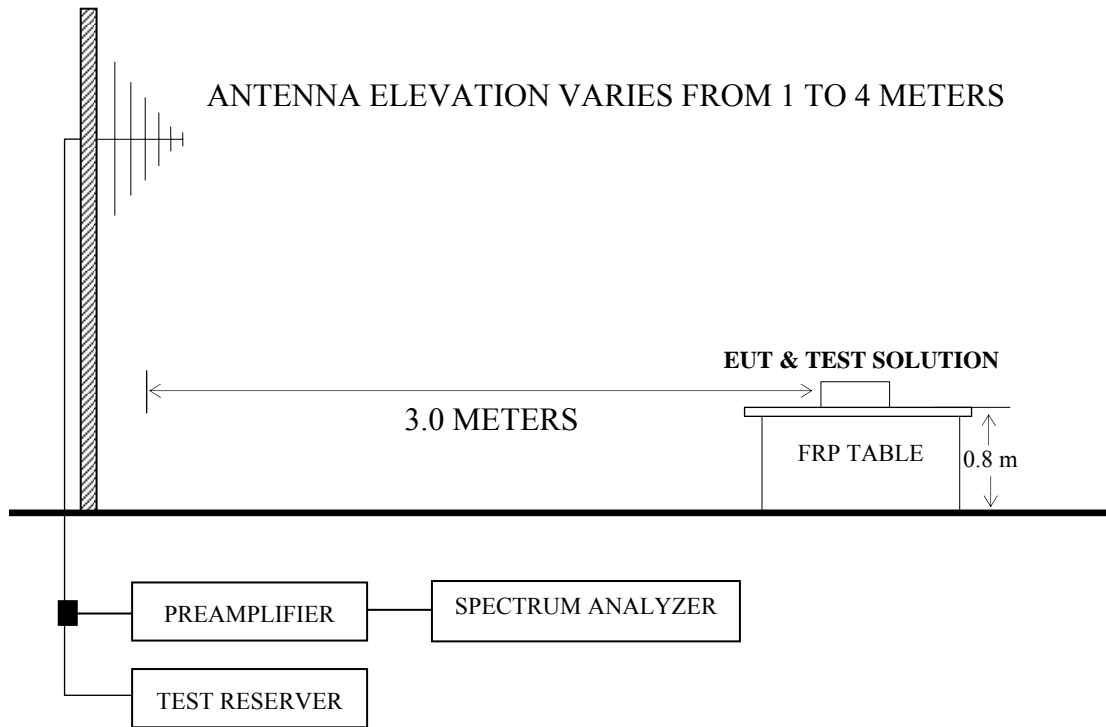 ANTENNA ELEVATION VARIES FROM 1 TO 4 METERS
EUT & TEST SOLUTION
3.0 METERS
FRP TABLE
0.8 m
PREAMPLIFIER
SPECTRUM ANALYZER
TEST RESERVER